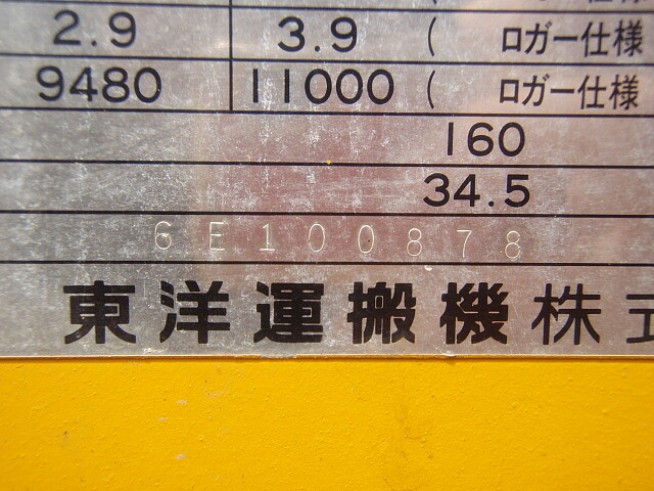 2.9 3.9 ( ロガー仕様
9480 11000 ( ロガー仕様
160
34.5
6E100878
東洋運搬機株式